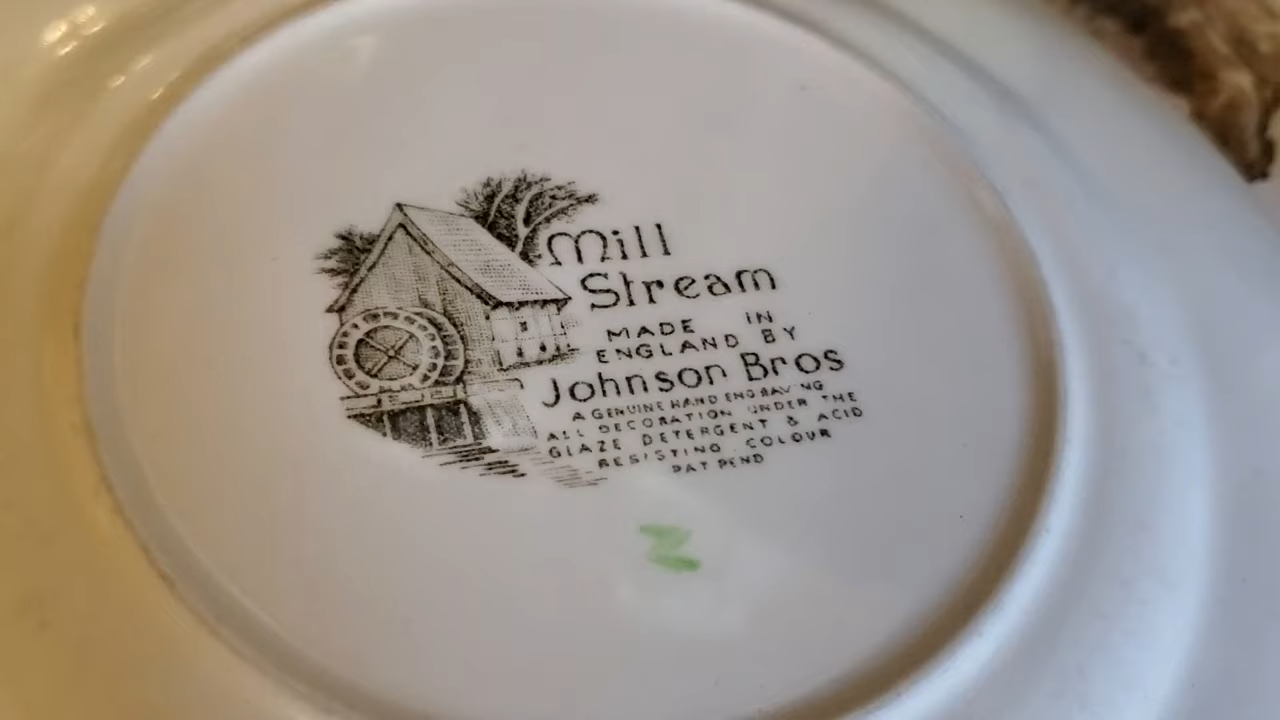 Mill
Stream
MADE IN
ENGLAND BY
Johnson Bros
A GENUINE HAND ENGRAVING
ALL DECORATION UNDER THE
GLAZE DETERGENT & ACID
RESISTING COLOUR
PAT PEND